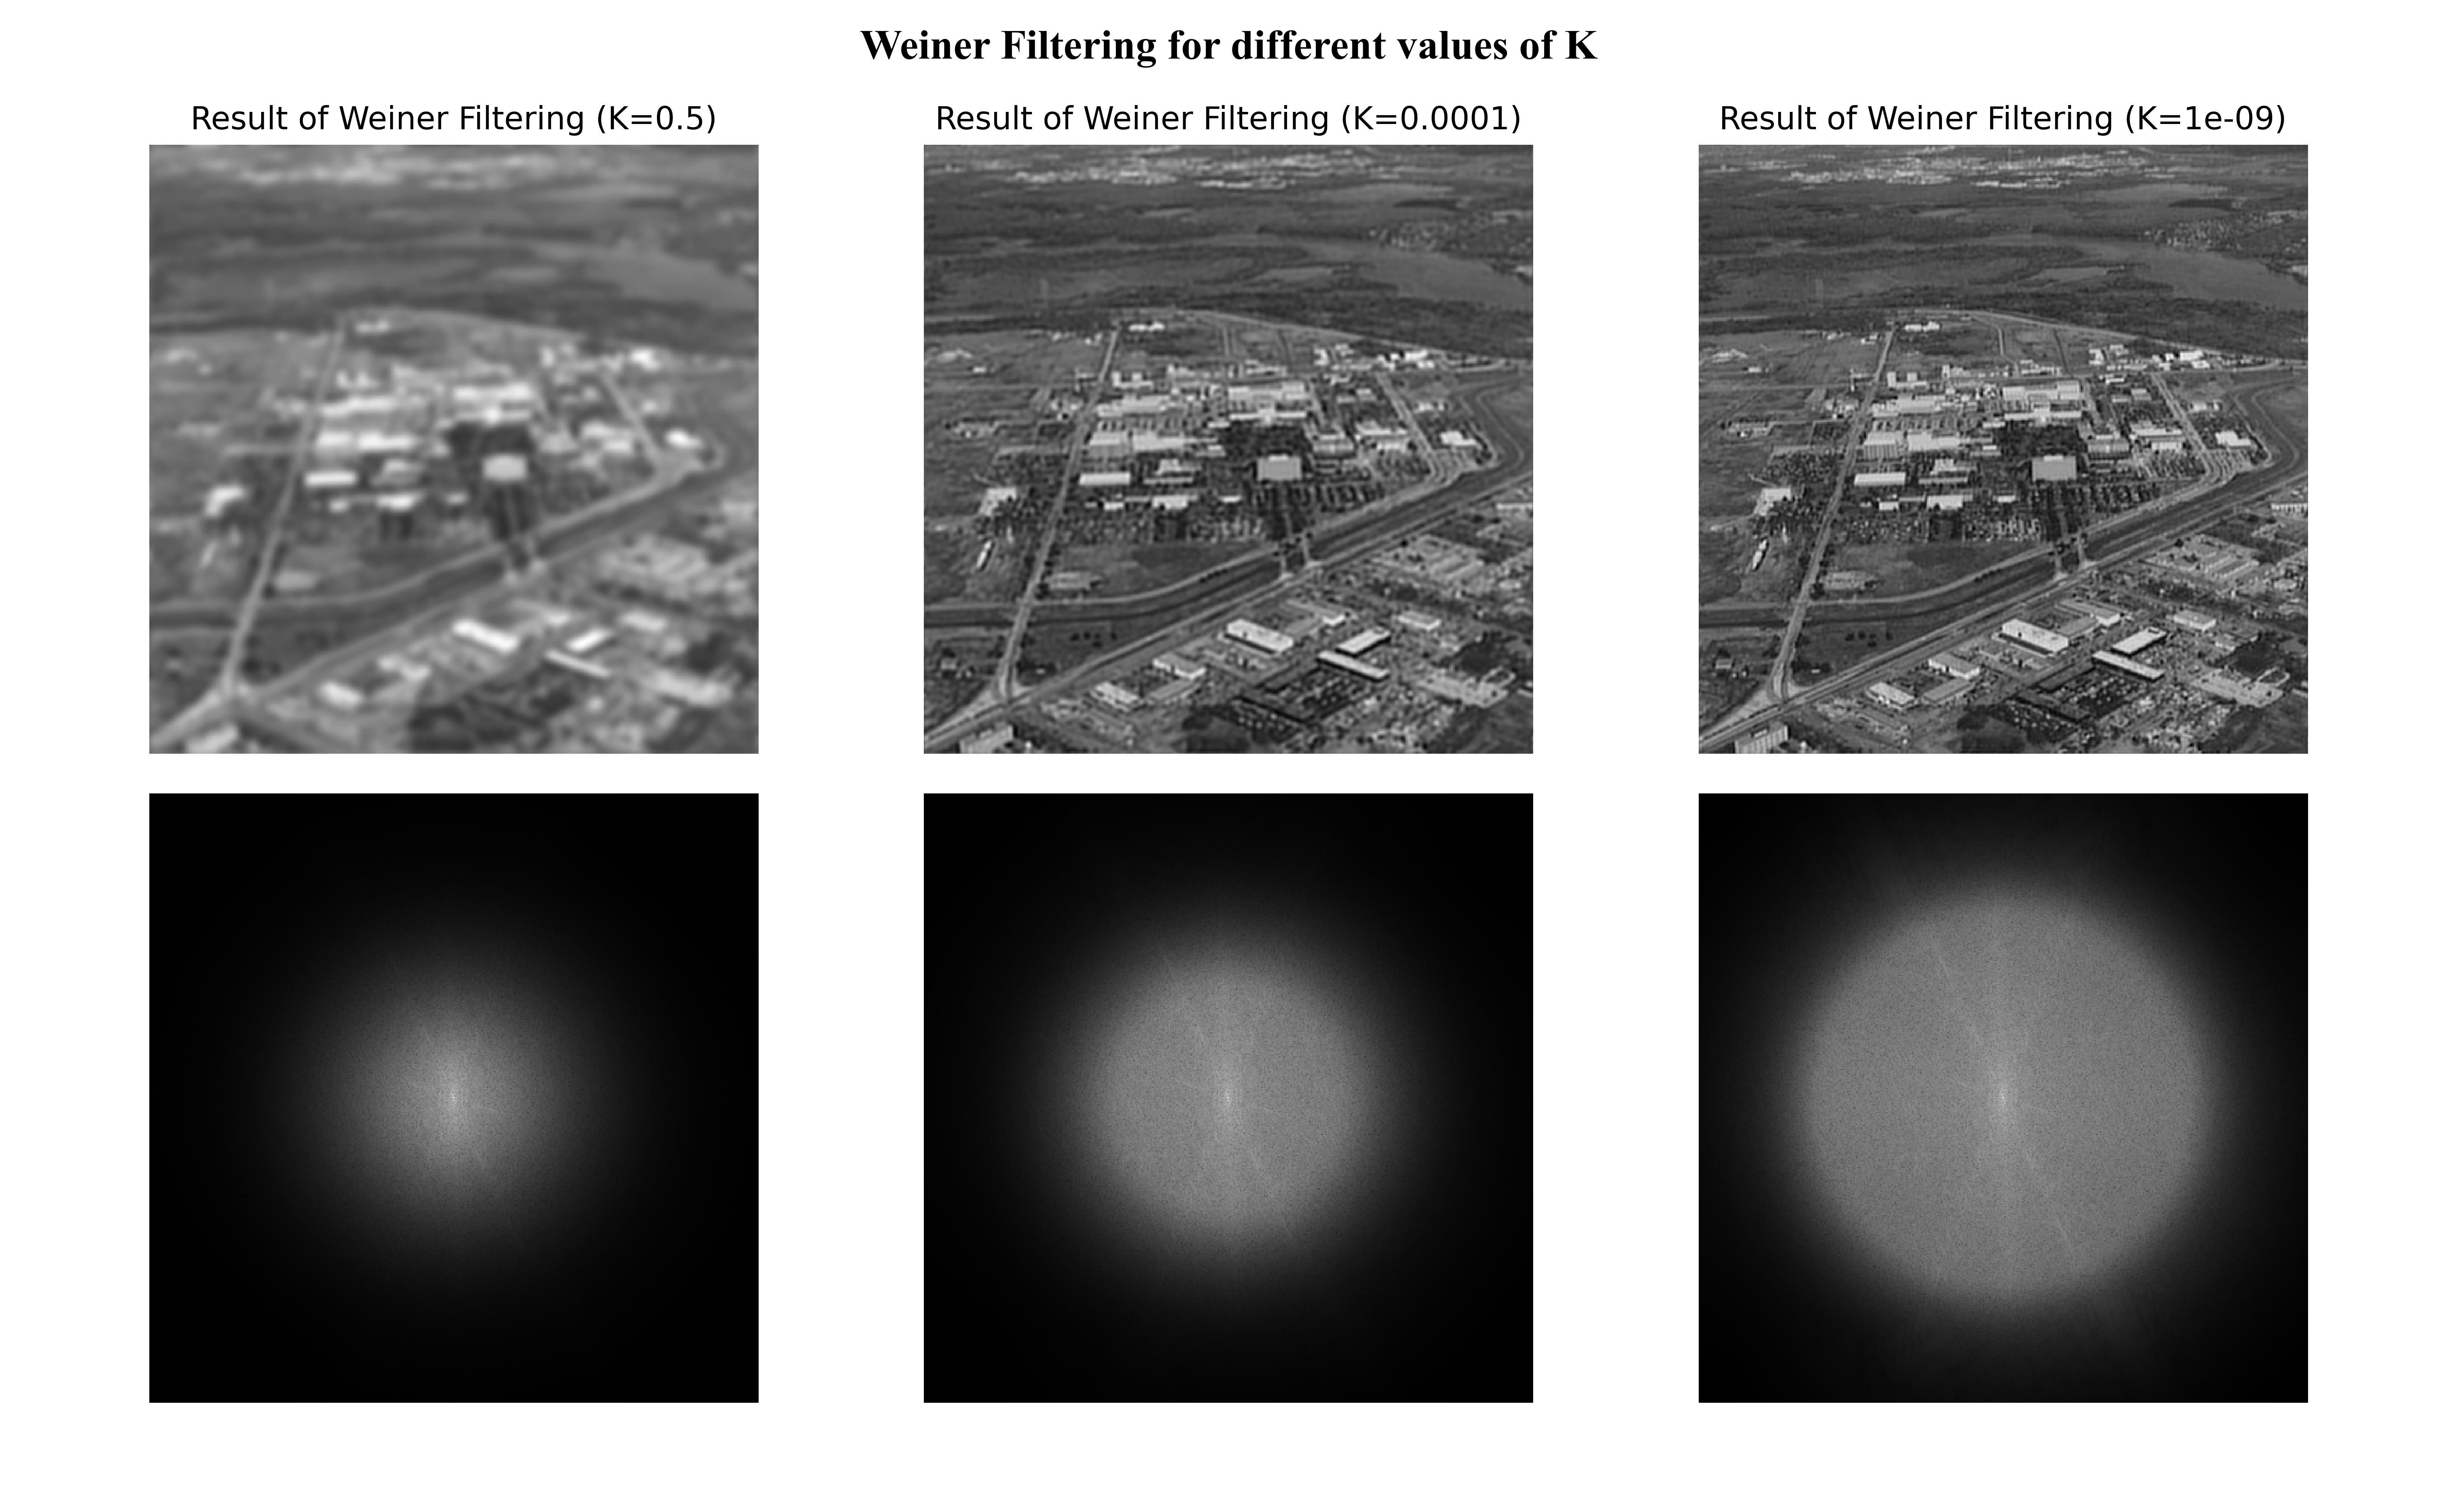 Weiner Filtering for different values of K
Result of Weiner Filtering (K=0.5)
Result of Weiner Filtering (K=0.0001)
Result of Weiner Filtering (K=1e-09)